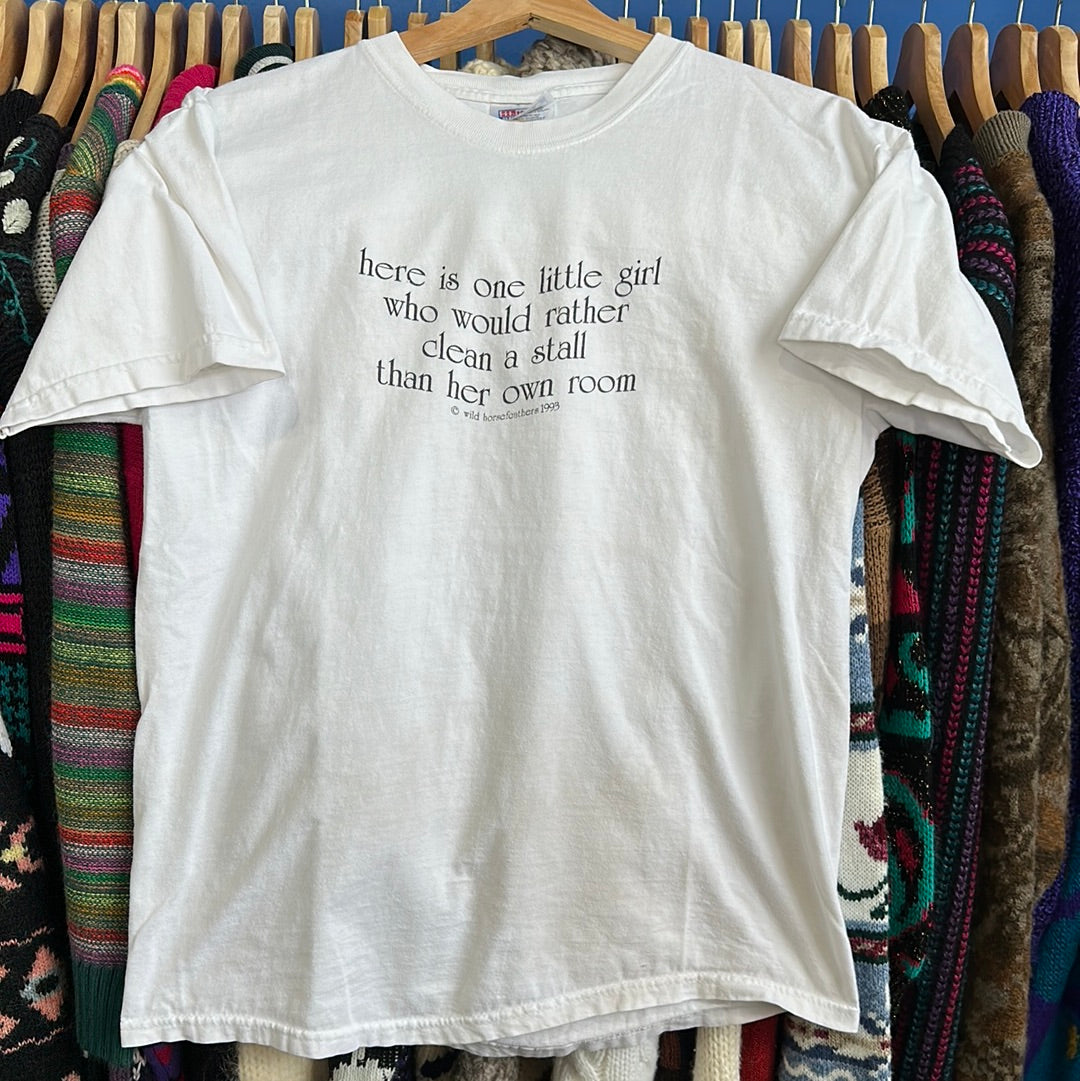 here is one little girl
who would rather
clean a stall
than her own room
© wild horsefeathers 1993